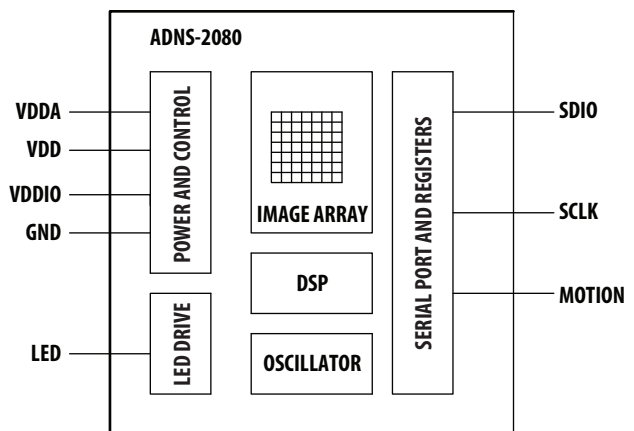 ADNS-2080
VDDA
VDD
VDDIO
GND
LED
POWER AND CONTROL
LED DRIVE
IMAGE ARRAY
DSP
OSCILLATOR
SERIAL PORT AND REGISTERS
SDIO
SCLK
MOTION